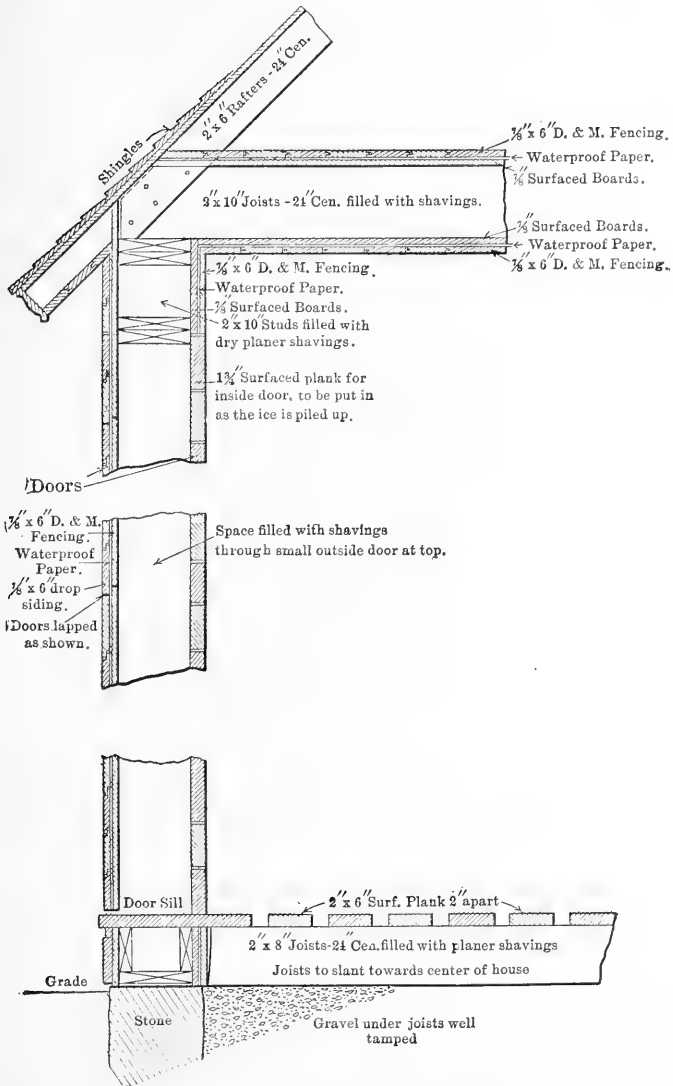 2"x 6" Rafters - 24" Cen.
Shingles
⅞"x 6" D. & M. Fencing.
Waterproof Paper.
⅞" Surfaced Boards.
2"x 10" Joists - 24" Cen. filled with shavings.
⅞" Surfaced Boards.
Waterproof Paper.
⅞"x 6" D. & M. Fencing.
⅞"x 6" D. & M. Fencing.
Waterproof Paper.
⅞" Surfaced Boards.
2"x 10" Studs filled with
dry planer shavings.
1¾" Surfaced plank for
inside door, to be put in
as the ice is piled up.
Doors
⅞"x 6" D. & M.
Fencing.
Waterproof
Paper.
⅞"x 6" drop
siding.
Doors lapped
as shown.
Space filled with shavings
through small outside door at top.
Door Sill
2"x 6" Surf. Plank 2" apart
2"x 8" Joists-24" Cen. filled with planer shavings
Joists to slant towards center of house
Grade
Stone
Gravel under joists well
tamped